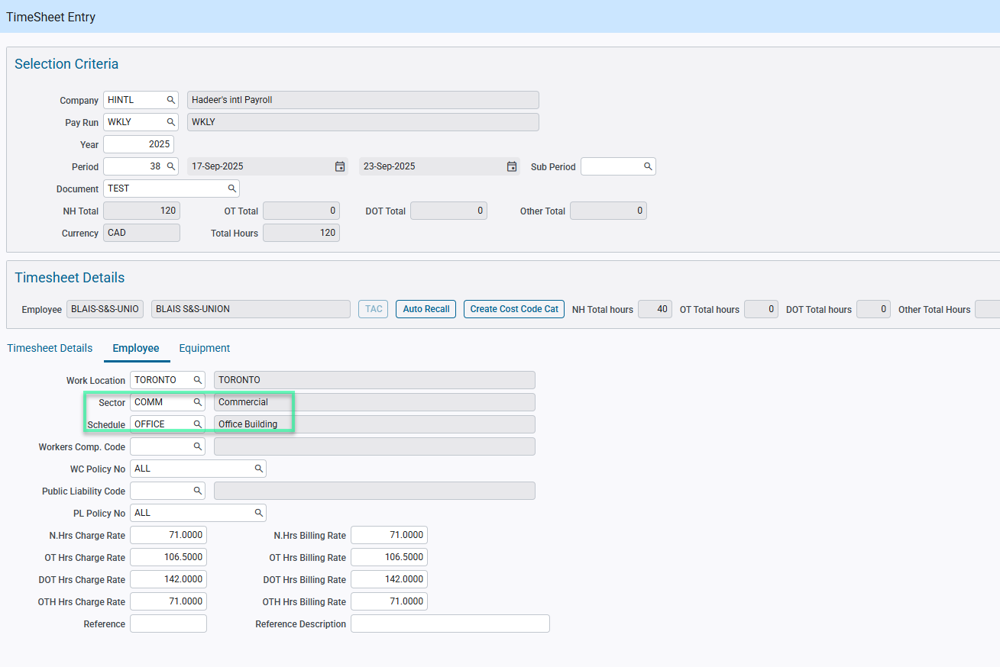 TimeSheet Entry
Selection Criteria
Company HINTL Hadeer's intl Payroll
Pay Run WKLY WKLY
Year 2025
Period 38 17-Sep-2025 23-Sep-2025 Sub Period
Document TEST
NH Total 120 OT Total 0 DOT Total 0 Other Total 0
Currency CAD Total Hours 120
Timesheet Details
Employee BLAIS-S&S-UNIO BLAIS S&S-UNION TAC Auto Recall Create Cost Code Cat NH Total hours 40 OT Total hours 0 DOT Total hours 0 Other Total Hours
Timesheet Details Employee Equipment
Work Location TORONTO TORONTO
Sector COMM Commercial
Schedule OFFICE Office Building
Workers Comp. Code
WC Policy No ALL
Public Liability Code
PL Policy No ALL
N.Hrs Charge Rate 71.0000 N.Hrs Billing Rate 71.0000
OT Hrs Charge Rate 106.5000 OT Hrs Billing Rate 106.5000
DOT Hrs Charge Rate 142.0000 DOT Hrs Billing Rate 142.0000
OTH Hrs Charge Rate 71.0000 OTH Hrs Billing Rate 71.0000
Reference Reference Description